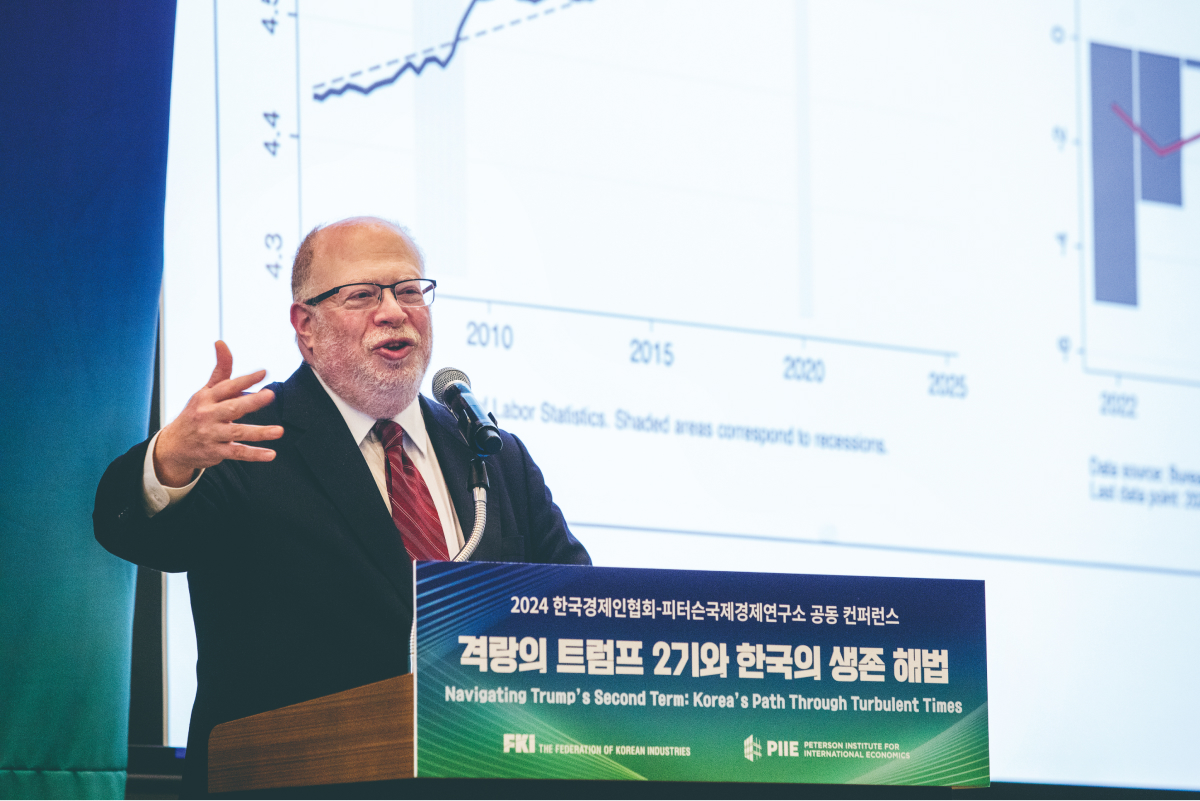 4.5
4.4
4.3
2010
2015
2020
2025
Labor Statistics. Shaded areas correspond to recessions.
0
2022
Data source:
Last data point:
2024 한국경제인협회-피터슨국제경제연구소 공동 컨퍼런스
격랑의 트럼프 2기와 한국의 생존 해법
Navigating Trump's Second Term: Korea's Path Through Turbulent Times
FKI THE FEDERATION OF KOREAN INDUSTRIES
PIIE PETERSON INSTITUTE FOR
INTERNATIONAL ECONOMICS